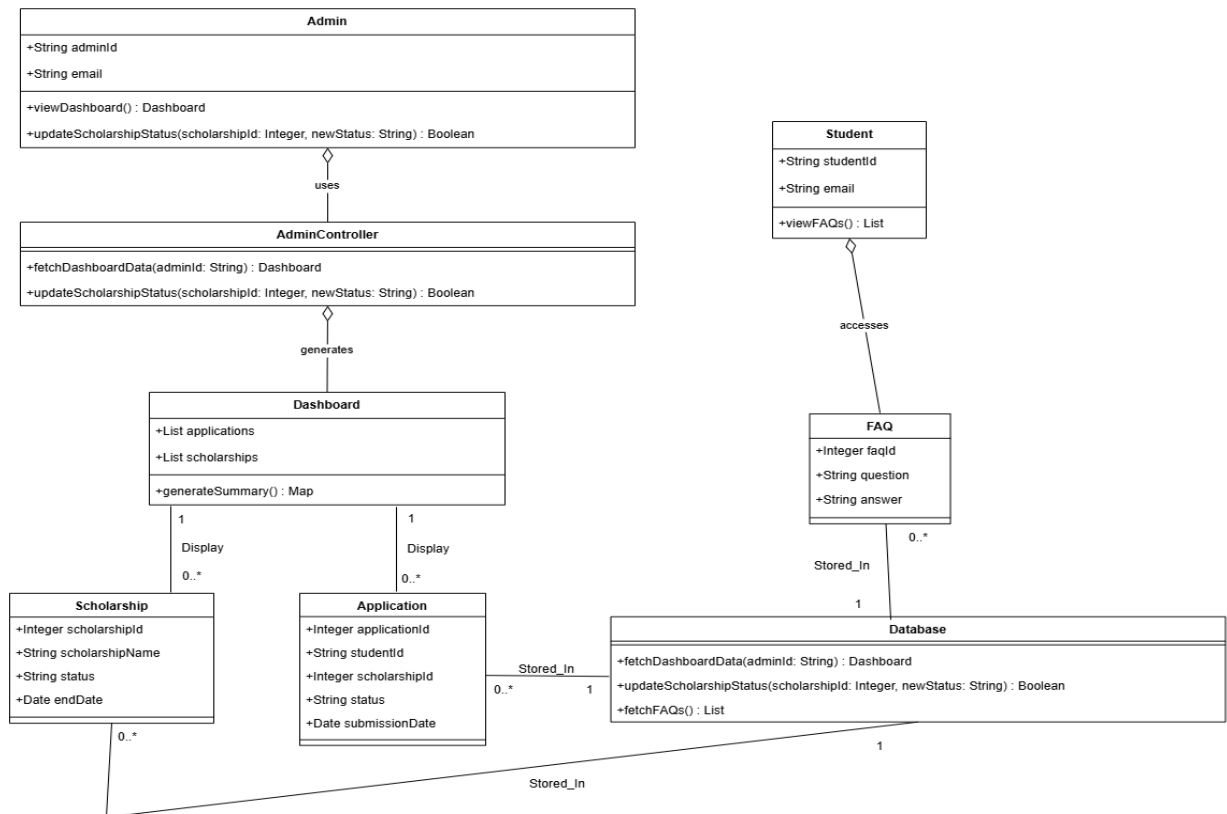 Admin
+String adminId
+String email
+viewDashboard() : Dashboard
+updateScholarshipStatus(scholarshipId: Integer, newStatus: String) : Boolean
uses
AdminController
+fetchDashboardData(adminId: String) : Dashboard
+updateScholarshipStatus(scholarshipId: Integer, newStatus: String) : Boolean
generates
Dashboard
+List applications
+List scholarships
+generateSummary() : Map
1
Display
0..*
1
Display
0..*
Scholarship
+Integer scholarshipId
+String scholarshipName
+String status
+Date endDate
0..*
Application
+Integer applicationId
+String studentId
+Integer scholarshipId
+String status
+Date submissionDate
Stored_In
0..*
1
Student
+String studentId
+String email
+viewFAQs() : List
accesses
FAQ
+Integer faqId
+String question
+String answer
0..*
Stored_In
1
Database
+fetchDashboardData(adminId: String) : Dashboard
+updateScholarshipStatus(scholarshipId: Integer, newStatus: String) : Boolean
+fetchFAQs() : List
1
Stored_In